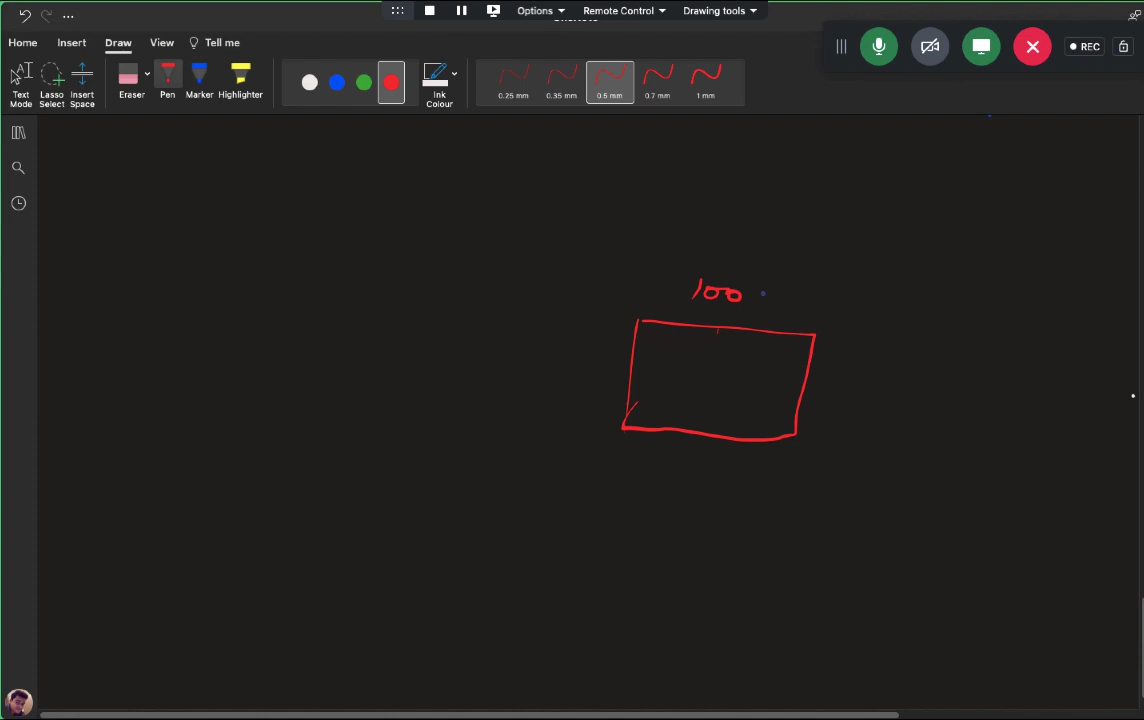 Options Remote Control Drawing tools
Home Insert Draw View Tell me
REC
Text Mode
Lasso Select
Insert Space
Eraser
Pen
Marker
Highlighter
Ink Colour
0.25 mm
0.35 mm
0.5 mm
0.7 mm
1 mm
100